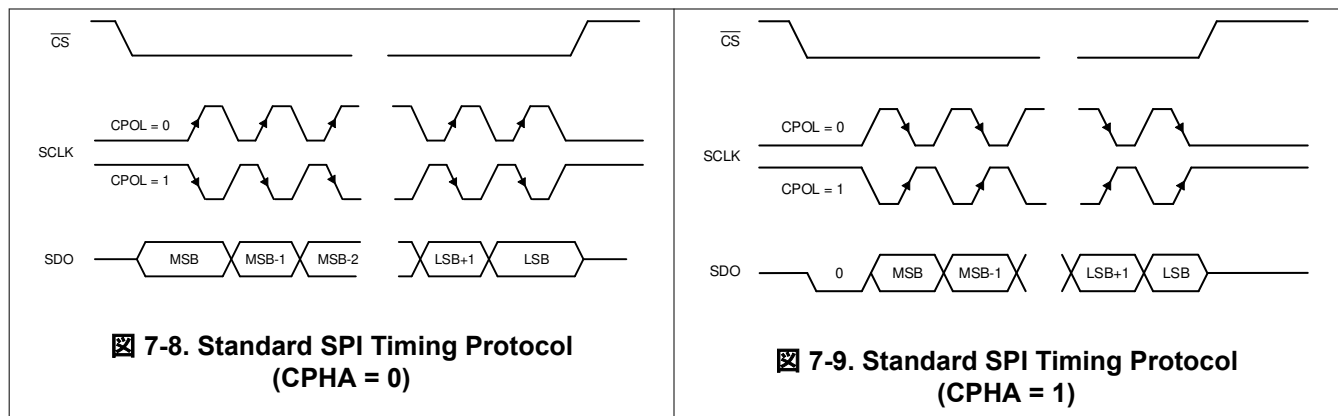 CS
CPOL = 0
SCLK
CPOL = 1
SDO
MSB MSB-1 MSB-2 LSB+1 LSB
図 7-8. Standard SPI Timing Protocol
(CPHA = 0)
CS
CPOL = 0
SCLK
CPOL = 1
SDO
0 MSB MSB-1 LSB+1 LSB
図 7-9. Standard SPI Timing Protocol
(CPHA = 1)